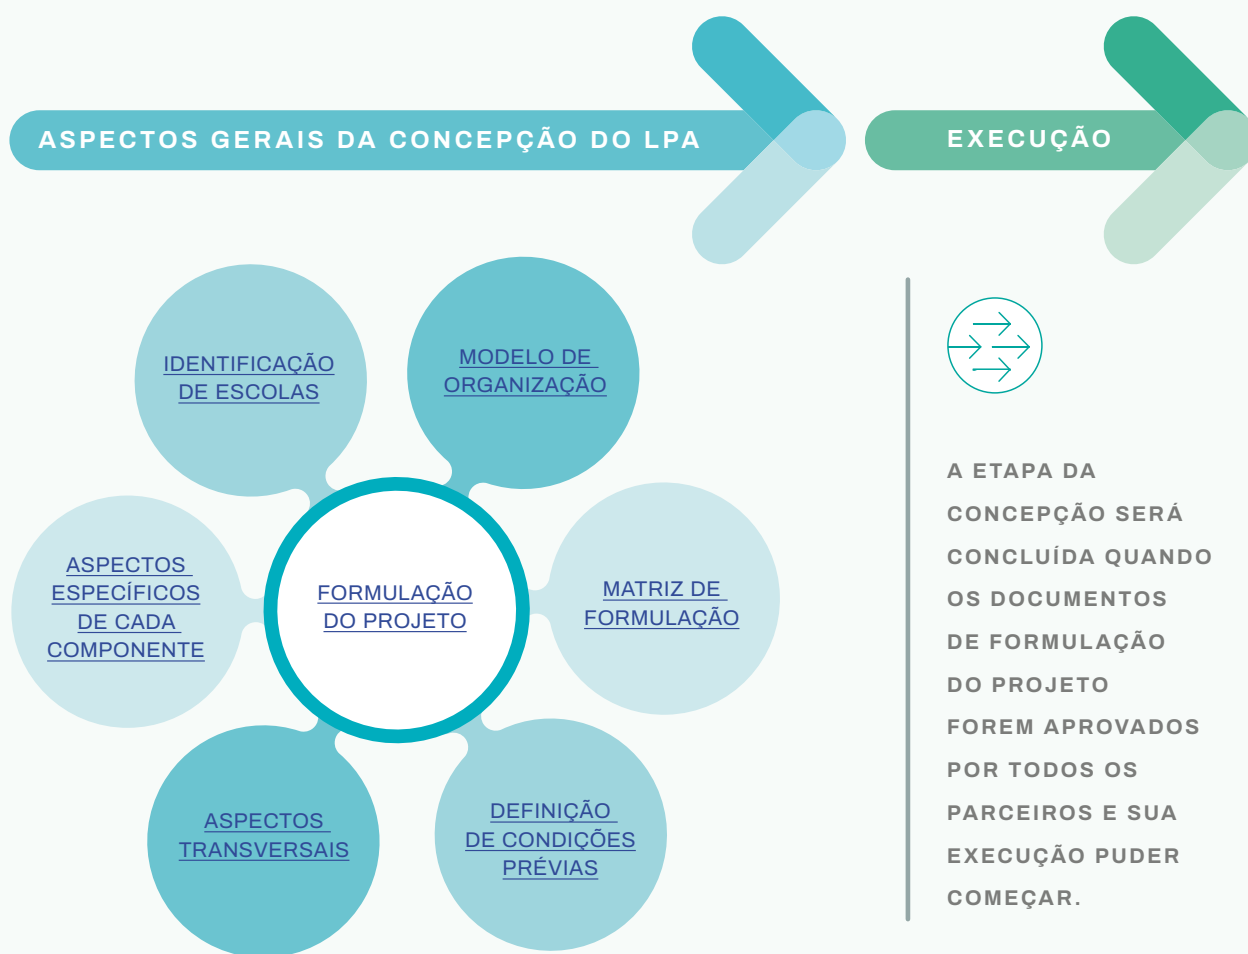 ASPECTOS GERAIS DA CONCEPÇÃO DO LPA
EXECUÇÃO
IDENTIFICAÇÃO
DE ESCOLAS
MODELO DE
ORGANIZAÇÃO
ASPECTOS
ESPECÍFICOS
DE CADA
COMPONENTE
FORMULAÇÃO
DO PROJETO
MATRIZ DE
FORMULAÇÃO
ASPECTOS
TRANSVERSAIS
DEFINIÇÃO
DE CONDIÇÕES
PRÉVIAS
A ETAPA DA
CONCEPÇÃO SERÁ
CONCLUÍDA QUANDO
OS DOCUMENTOS
DE FORMULAÇÃO
DO PROJETO
FOREM APROVADOS
POR TODOS OS
PARCEIROS E SUA
EXECUÇÃO PUDER
COMEÇAR.